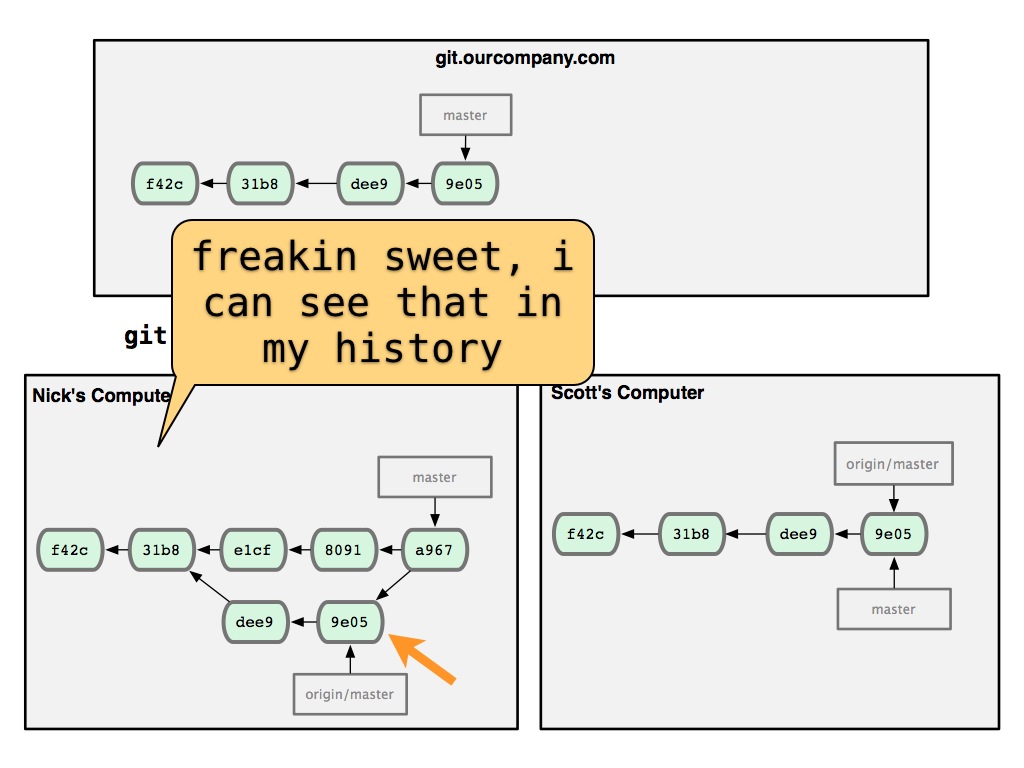 git.ourcompany.com
master
f42c
31b8
dee9
9e05
freakin sweet, i
can see that in
my history
git
Nick's Compute
master
f42c
31b8
e1cf
8091
a967
dee9
9e05
origin/master
Scott's Computer
origin/master
f42c
31b8
dee9
9e05
master